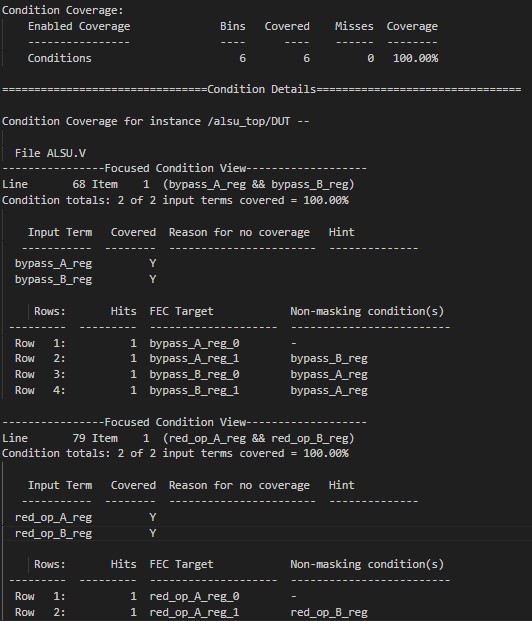 Condition Coverage:
    Enabled Coverage              Bins   Covered    Misses  Coverage
    ----------------              ----      ----    ------  --------
    Conditions                       6         6         0   100.00%
================================Condition Details================================
Condition Coverage for instance /alsu_top/DUT --
  File ALSU.V
----------------Focused Condition View-------------------
Line       68 Item    1  (bypass_A_reg && bypass_B_reg)
Condition totals: 2 of 2 input terms covered = 100.00%
    Input Term   Covered  Reason for no coverage   Hint
   -----------  --------  -----------------------  --------------
  bypass_A_reg         Y
  bypass_B_reg         Y
     Rows:       Hits  FEC Target            Non-masking condition(s)
 ---------  ---------  --------------------  -------------------------
  Row   1:          1  bypass_A_reg_0        -
  Row   2:          1  bypass_A_reg_1        bypass_B_reg
  Row   3:          1  bypass_B_reg_0        bypass_A_reg
  Row   4:          1  bypass_B_reg_1        bypass_A_reg
----------------Focused Condition View-------------------
Line       79 Item    1  (red_op_A_reg && red_op_B_reg)
Condition totals: 2 of 2 input terms covered = 100.00%
    Input Term   Covered  Reason for no coverage   Hint
   -----------  --------  -----------------------  --------------
  red_op_A_reg         Y
  red_op_B_reg         Y
     Rows:       Hits  FEC Target            Non-masking condition(s)
 ---------  ---------  --------------------  -------------------------
  Row   1:          1  red_op_A_reg_0        -
  Row   2:          1  red_op_A_reg_1        red_op_B_reg